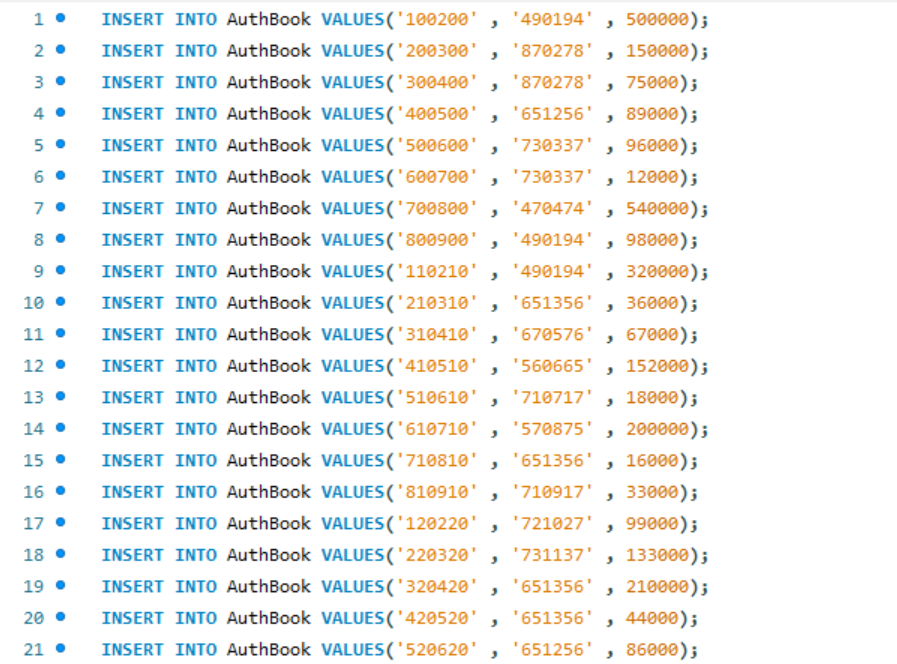 1 INSERT INTO AuthBook VALUES('100200' , '490194' , 500000);
2 INSERT INTO AuthBook VALUES('200300' , '870278' , 150000);
3 INSERT INTO AuthBook VALUES('300400' , '870278' , 75000);
4 INSERT INTO AuthBook VALUES('400500' , '651256' , 89000);
5 INSERT INTO AuthBook VALUES('500600' , '730337' , 96000);
6 INSERT INTO AuthBook VALUES('600700' , '730337' , 12000);
7 INSERT INTO AuthBook VALUES('700800' , '470474' , 540000);
8 INSERT INTO AuthBook VALUES('800900' , '490194' , 98000);
9 INSERT INTO AuthBook VALUES('110210' , '490194' , 320000);
10 INSERT INTO AuthBook VALUES('210310' , '651356' , 36000);
11 INSERT INTO AuthBook VALUES('310410' , '670576' , 67000);
12 INSERT INTO AuthBook VALUES('410510' , '560665' , 152000);
13 INSERT INTO AuthBook VALUES('510610' , '710717' , 18000);
14 INSERT INTO AuthBook VALUES('610710' , '570875' , 200000);
15 INSERT INTO AuthBook VALUES('710810' , '651356' , 16000);
16 INSERT INTO AuthBook VALUES('810910' , '710917' , 33000);
17 INSERT INTO AuthBook VALUES('120220' , '721027' , 99000);
18 INSERT INTO AuthBook VALUES('220320' , '731137' , 133000);
19 INSERT INTO AuthBook VALUES('320420' , '651356' , 210000);
20 INSERT INTO AuthBook VALUES('420520' , '651356' , 44000);
21 INSERT INTO AuthBook VALUES('520620' , '651256' , 86000);